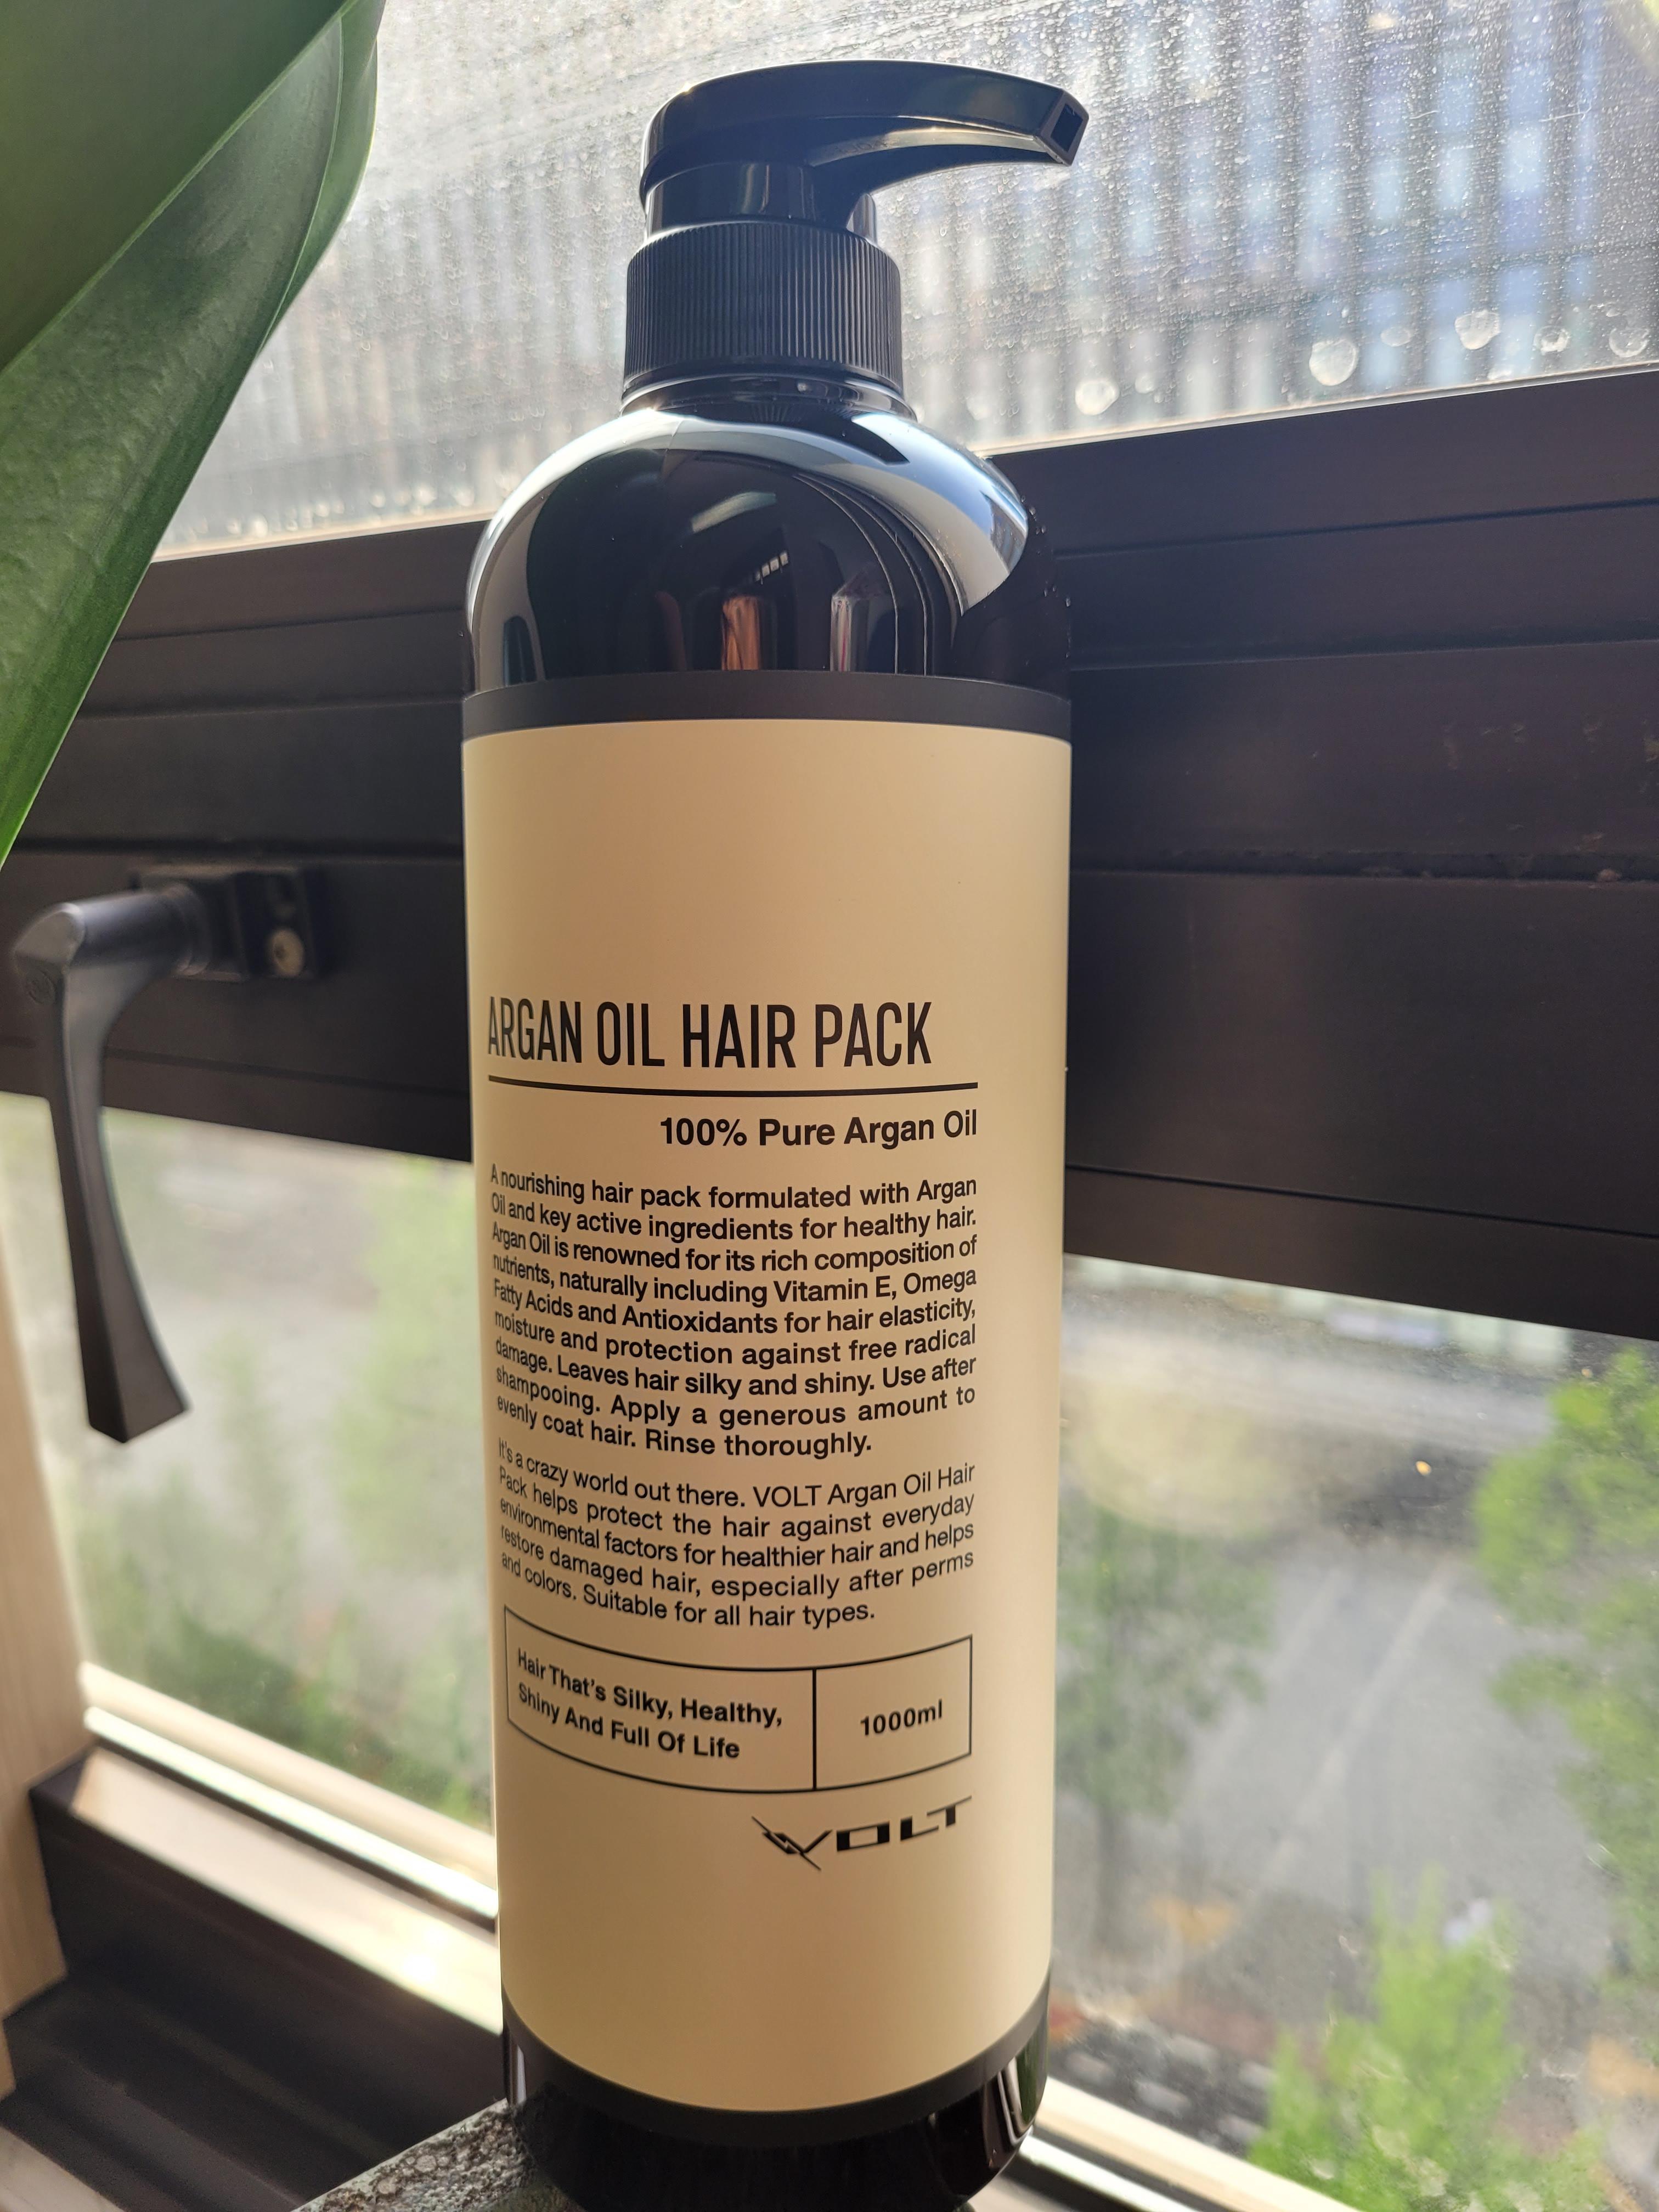 ARGAN OIL HAIR PACK
100% Pure Argan Oil
A nourishing hair pack formulated with Argan
Oil and key active ingredients for healthy hair.
Argan Oil is renowned for its rich composition of
nutrients, naturally including Vitamin E, Omega
Fatty Acids and Antioxidants for hair elasticity,
moisture and protection against free radical
damage. Leaves hair silky and shiny. Use after
shampooing. Apply a generous amount to
evenly coat hair. Rinse thoroughly.
It's a crazy world out there. VOLT Argan Oil Hair
Pack helps protect the hair against everyday
environmental factors for healthier hair and helps
restore damaged hair, especially after perms
and colors. Suitable for all hair types.
Hair That's Silky, Healthy,
Shiny And Full Of Life
1000ml
VOLT